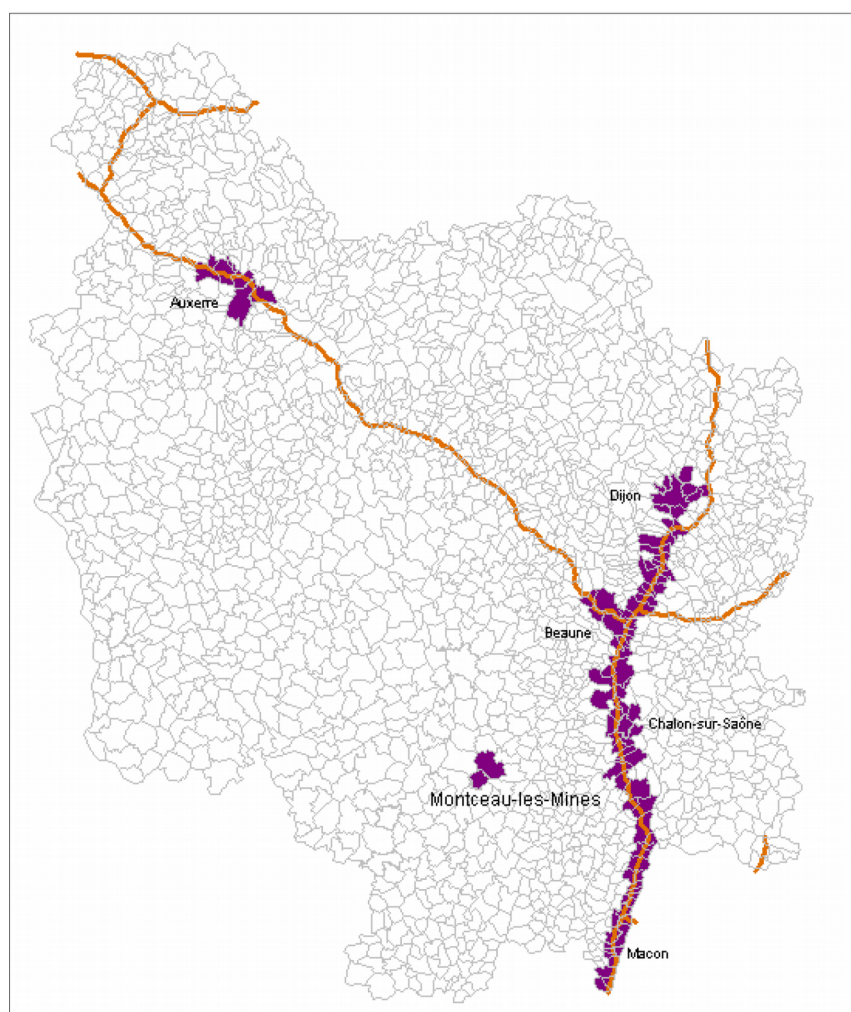 Auxerre
Dijon
Beaune
Chalon-sur-Saône
Montceau-les-Mines
Macon